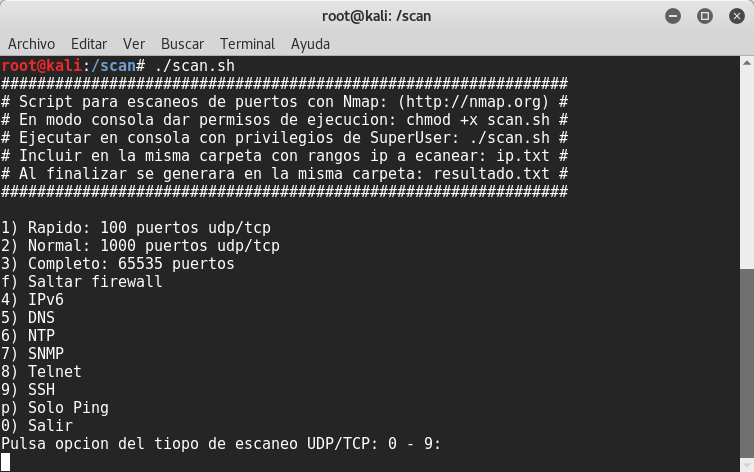 root@kali: /scan
Archivo Editar Ver Buscar Terminal Ayuda
root@kali:/scan# ./scan.sh
###############################################################
# Script para escaneos de puertos con Nmap: (http://nmap.org) #
# En modo consola dar permisos de ejecucion: chmod +x scan.sh #
# Ejecutar en consola con privilegios de SuperUser: ./scan.sh #
# Incluir en la misma carpeta con rangos ip a ecanear: ip.txt #
# Al finalizar se generara en la misma carpeta: resultado.txt #
###############################################################
1) Rapido: 100 puertos udp/tcp
2) Normal: 1000 puertos udp/tcp
3) Completo: 65535 puertos
f) Saltar firewall
4) IPv6
5) DNS
6) NTP
7) SNMP
8) Telnet
9) SSH
p) Solo Ping
0) Salir
Pulsa opcion del tiopo de escaneo UDP/TCP: 0 - 9: